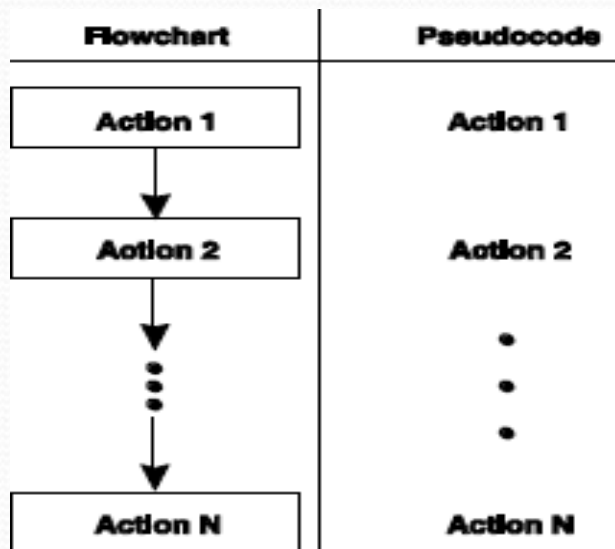 Flowchart Pseudocode
Action 1 Action 1
Action 2 Action 2
Action N Action N